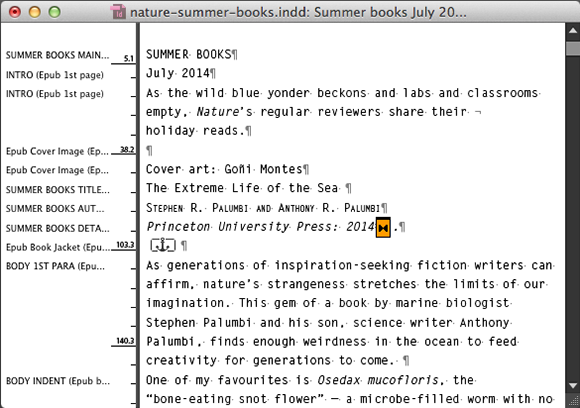 nature-summer-books.indd: Summer books July 20...
SUMMER BOOKS MAIN...
5.1
SUMMER BOOKS¶
INTRO (Epub 1st page)
July 2014¶
INTRO (Epub 1st page)
As the wild blue yonder beckons and labs and classrooms
empty, Nature's regular reviewers share their ¬
holiday reads.¶
Epub Cover Image (Ep...
38.2
¶
Epub Cover Image (Ep...
Cover art: Goñi Montes¶
SUMMER BOOKS TITLE...
The Extreme Life of the Sea ¶
SUMMER BOOKS AUT...
STEPHEN R. PALUMBI AND ANTHONY R. PALUMBI¶
SUMMER BOOKS DETA...
Princeton University Press: 2014.¶
Epub Book Jacket (Epu...
103.3
¶
BODY 1ST PARA (Epu...
As generations of inspiration-seeking fiction writers can
affirm, nature's strangeness stretches the limits of our
imagination. This gem of a book by marine biologist
Stephen Palumbi and his son, science writer Anthony
140.3
Palumbi, finds enough weirdness in the ocean to feed
creativity for generations to come. ¶
BODY INDENT (Epub b...
One of my favourites is Osedax mucofloris, the
“bone-eating snot flower” — a microbe-filled worm with no